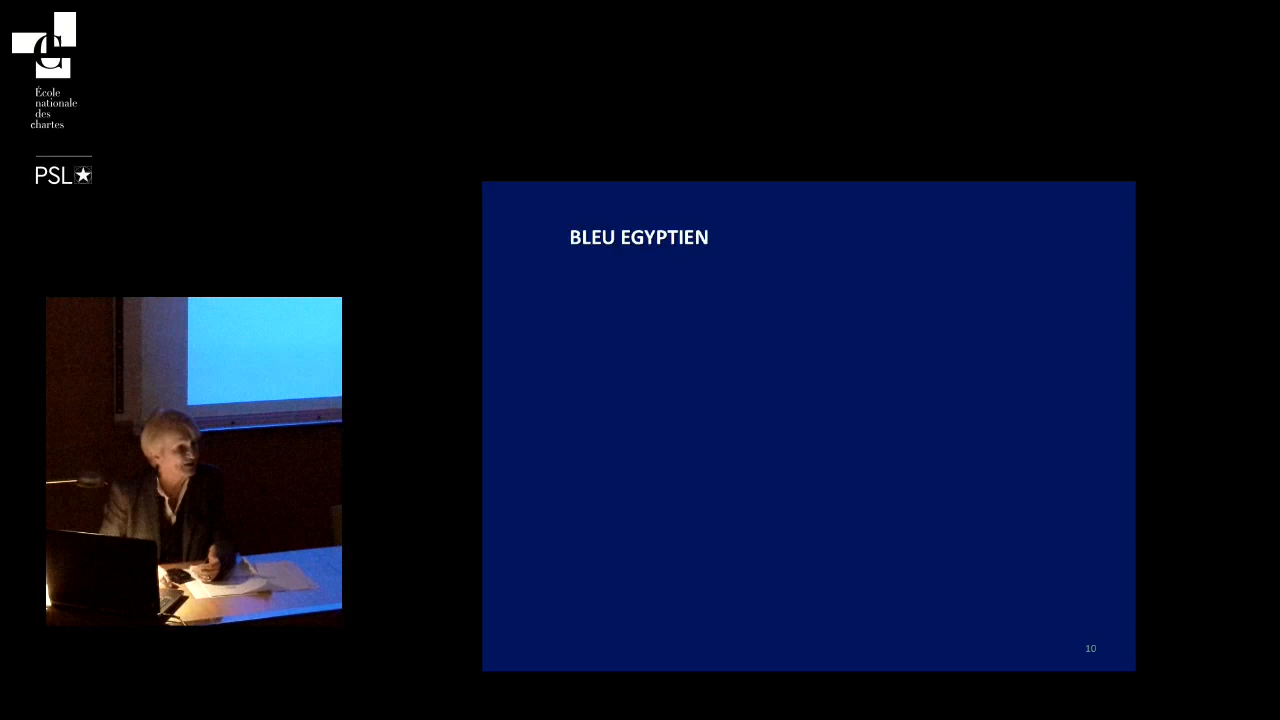 C
École
nationale
des
chartes
PSL
BLEU EGYPTIEN
10